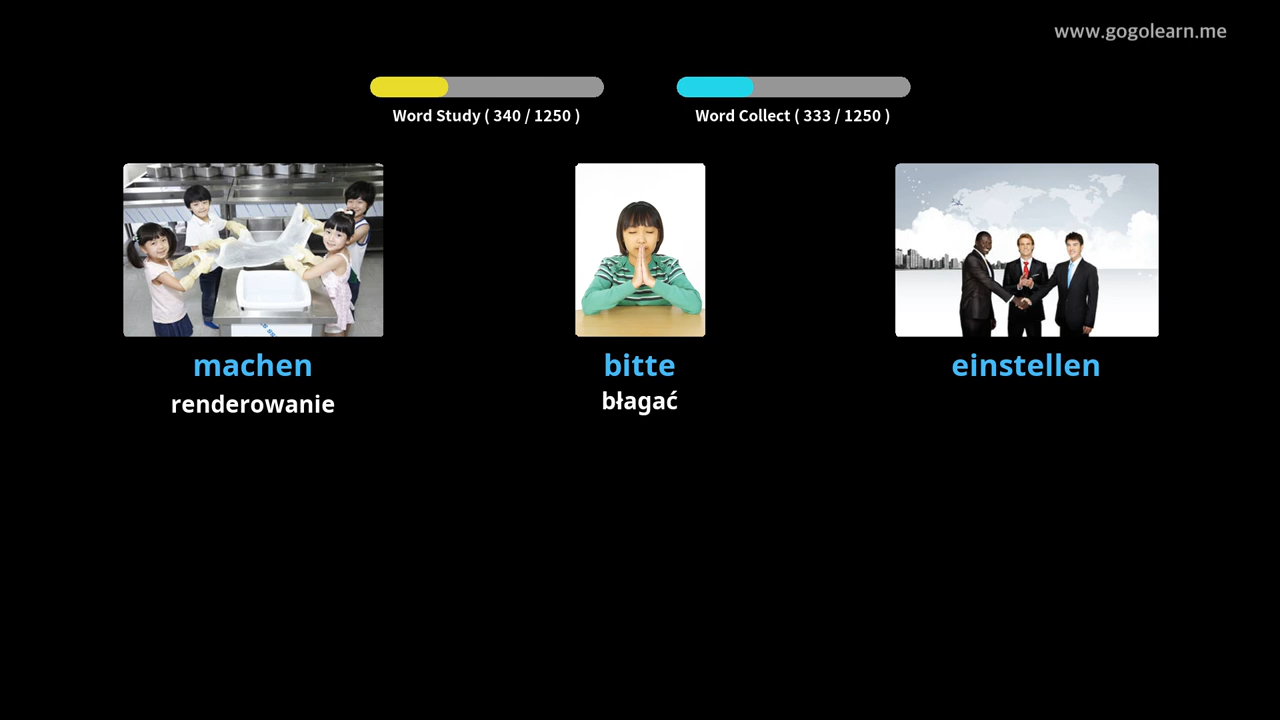 www.gogolearn.me
Word Study ( 340 / 1250 )
Word Collect ( 333 / 1250 )
machen
bitte
einstellen
renderowanie
błagać